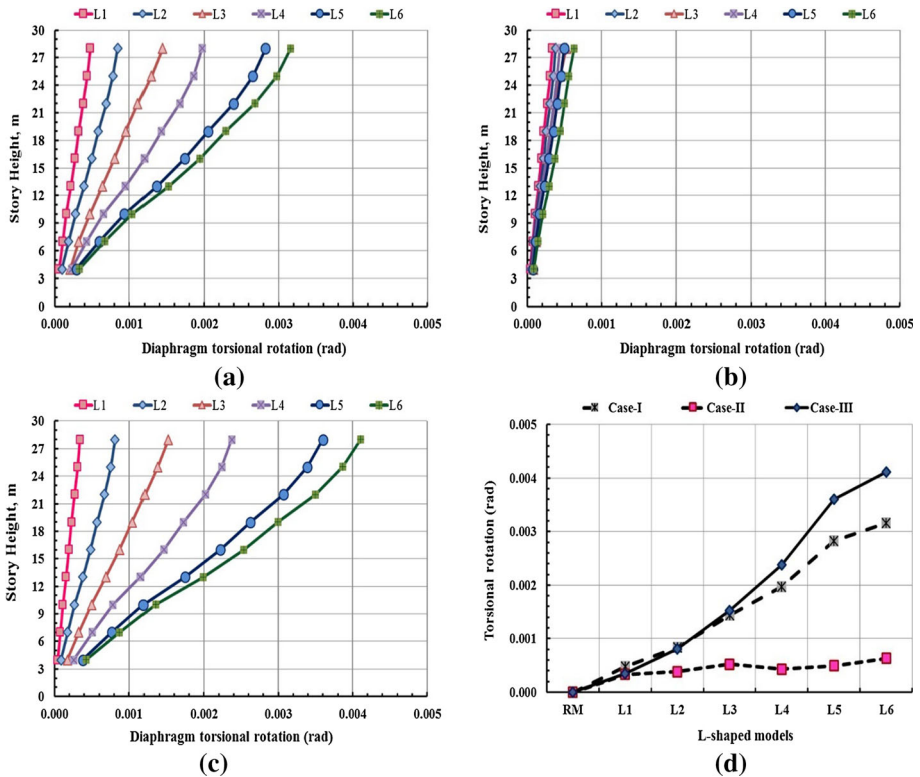 L1 L2 L3 L4 L5 L6
Story Height, m
30
27
24
21
18
15
12
9
6
3
0
0.000 0.001 0.002 0.003 0.004 0.005
Diaphragm torsional rotation (rad)
(a)
L1 L2 L3 L4 L5 L6
Story Height, m
30
27
24
21
18
15
12
9
6
3
0
0.000 0.001 0.002 0.003 0.004 0.005
Diaphragm torsional rotation (rad)
(b)
L1 L2 L3 L4 L5 L6
Story Height, m
30
27
24
21
18
15
12
9
6
3
0
0.000 0.001 0.002 0.003 0.004 0.005
Diaphragm torsional rotation (rad)
(c)
Case-I Case-II Case-III
Torsional rotation (rad)
0.005
0.004
0.003
0.002
0.001
0.000
RM L1 L2 L3 L4 L5 L6
L-shaped models
(d)